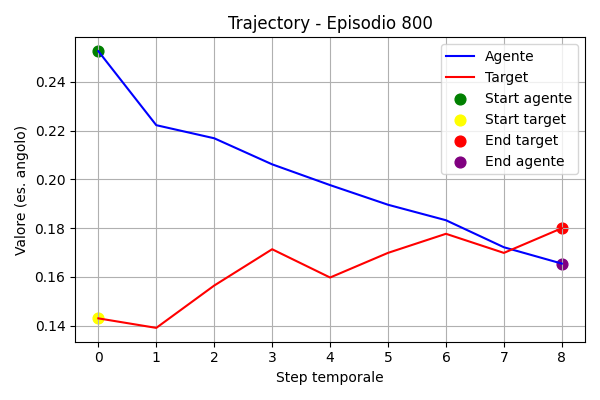 Trajectory - Episodio 800
Valore (es. angolo)
0.24
0.22
0.20
0.18
0.16
0.14
Agente
Target
Start agente
Start target
End target
End agente
0 1 2 3 4 5 6 7 8
Step temporale